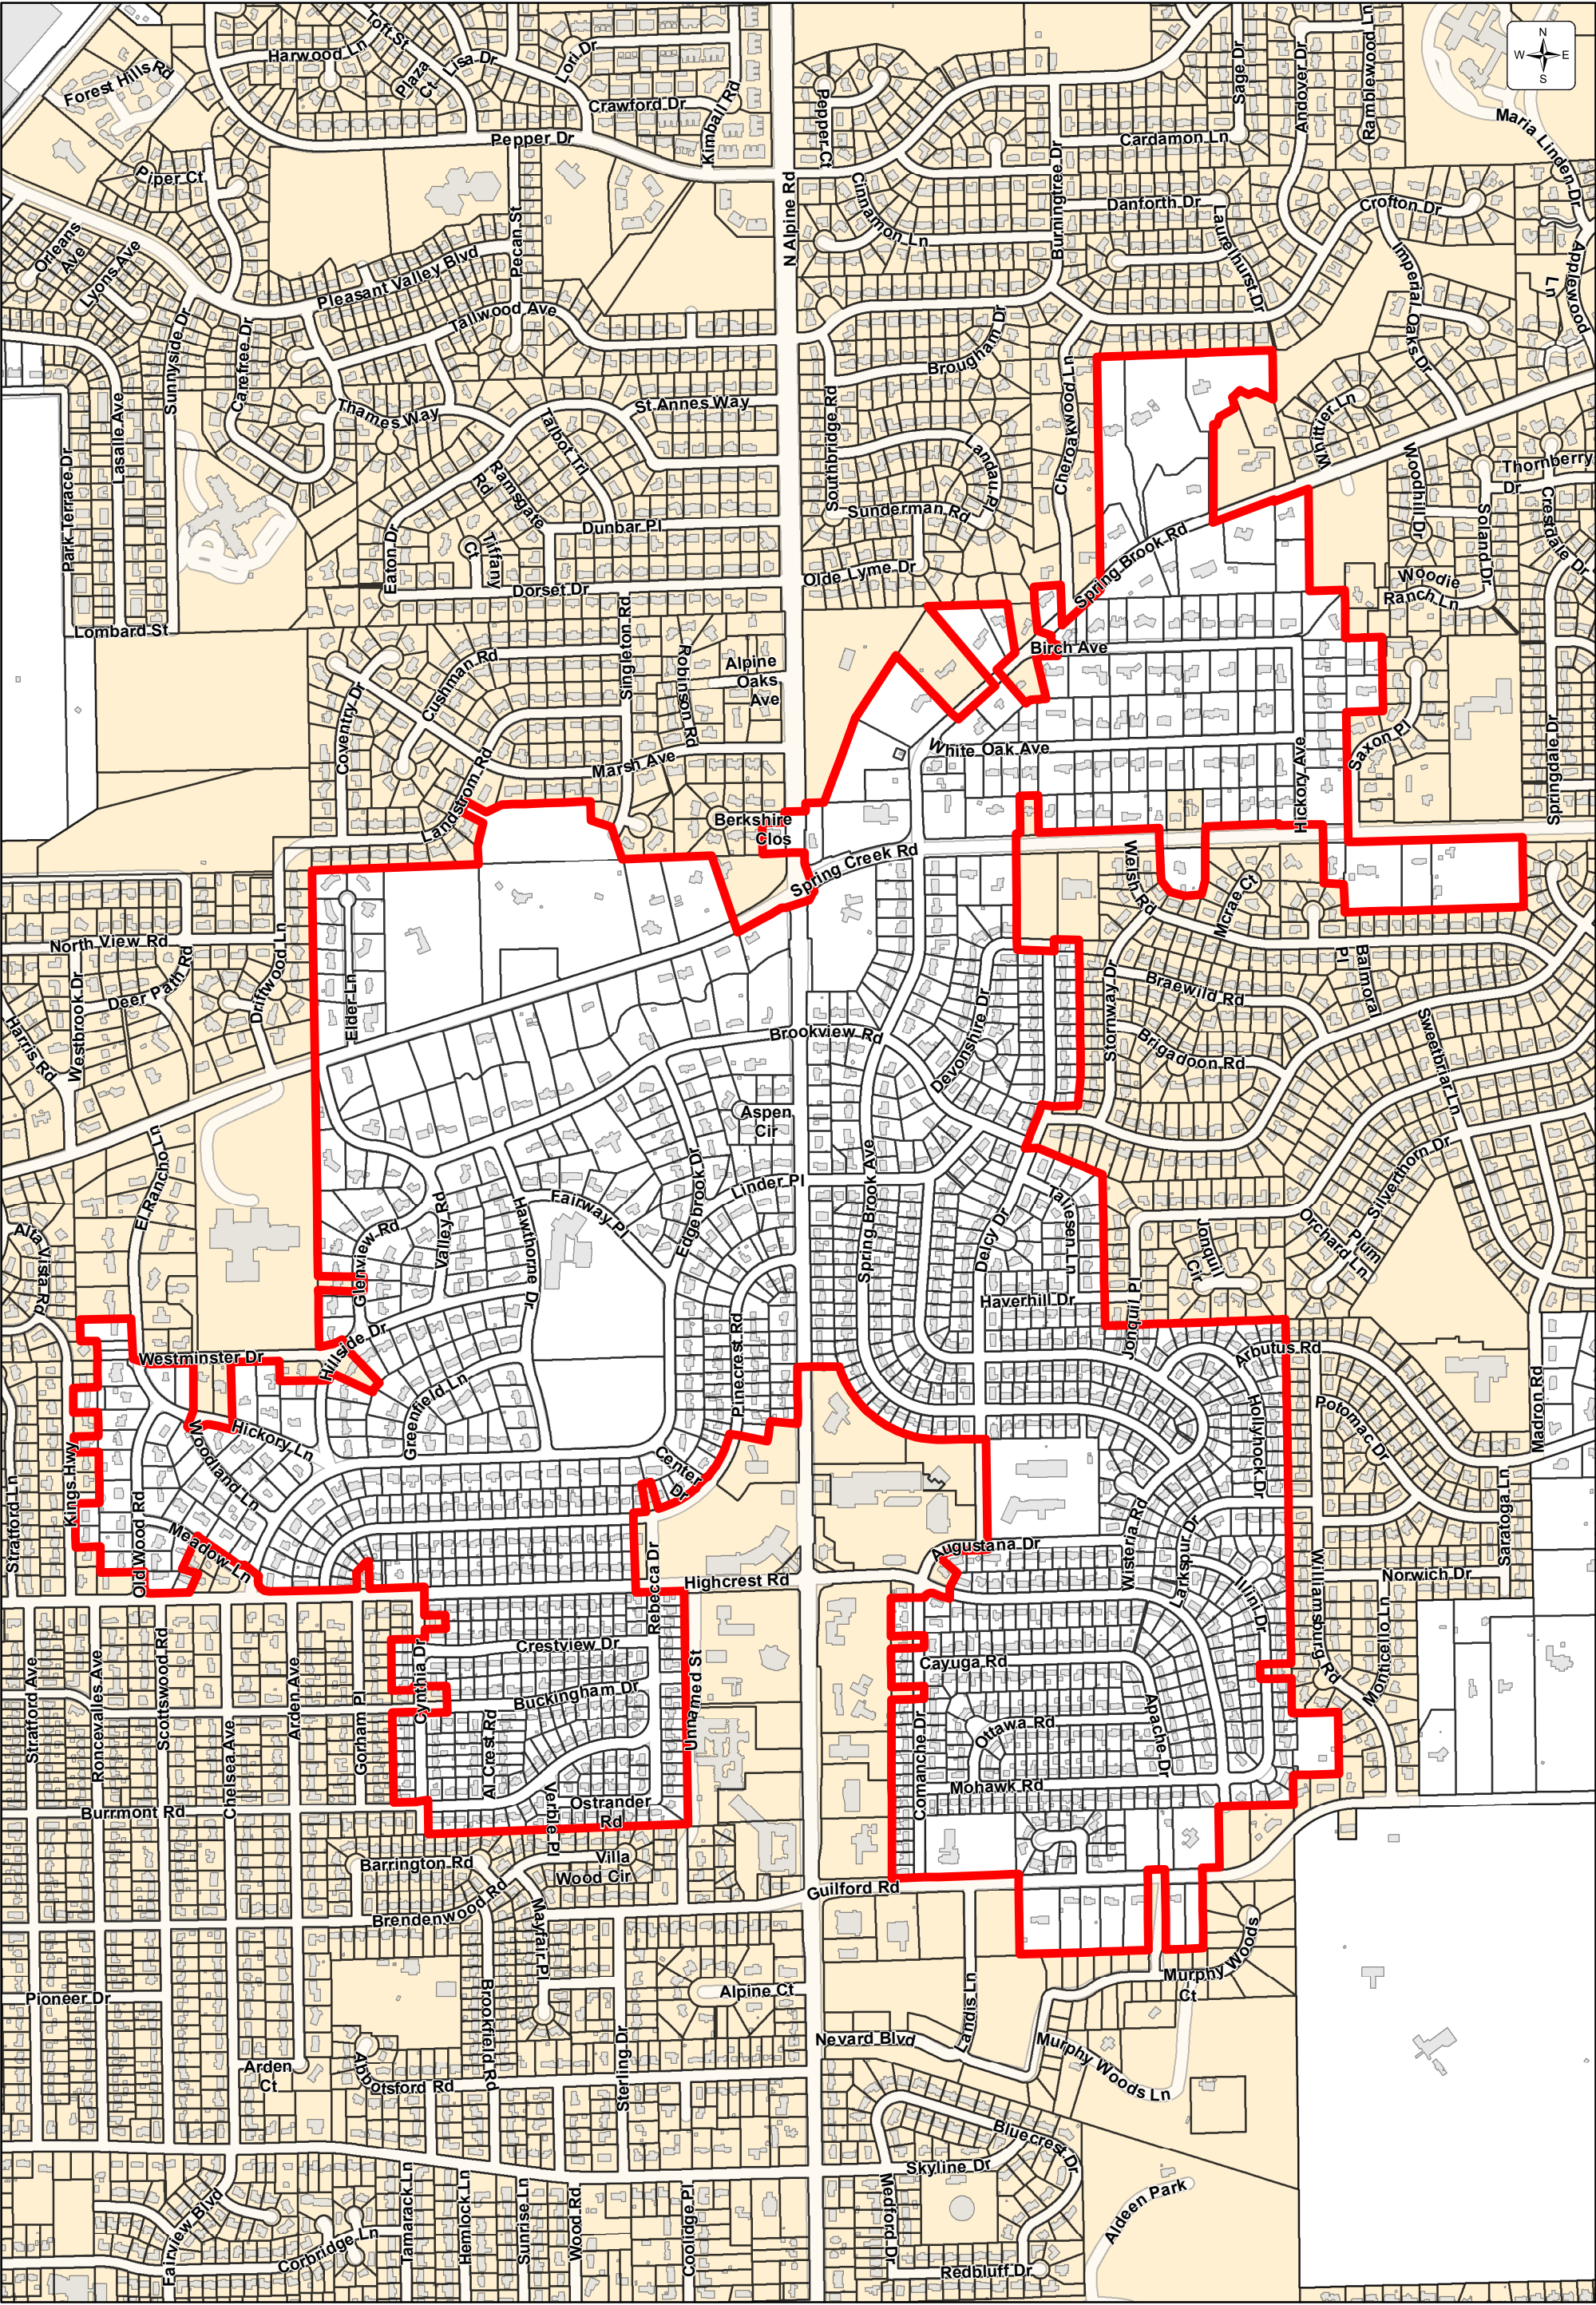 N
W E
S
Harwood Ln
Toft St
Plaza
Ct
Lisa Dr
Lori Dr
Forest Hills Rd
Crawford Dr
Kimball Rd
Pepper Dr
Pepper Ct
Sage Dr
Andover Dr
Ramblewood Ln
Cardamon Ln
Maria Linden Dr
Piper Ct
Cinnamon Ln
Burningtree Dr
Danforth Dr
Laurelhurst Dr
Crofton Dr
N Alpine Rd
Orleans
Ave
Lyons Ave
Pecan St
Pleasant Valley Blvd
Tallwood Ave
Imperial Oaks Dr
Applewood
Ln
Sunnyside Dr
Carefree Dr
Lasalle Ave
Park Terrace Dr
Thames Way
St Annes Way
Talbot Trl
Ramsgate
Rd
Southbridge Rd
Brougham Dr
Landau Pl
Cheroakwood Ln
Whittier Ln
Woodhill Dr
Thornberry
Dr
Soland Dr
Crestdale Dr
Sunderman Rd
Dunbar Pl
Eaton Dr
Tiffany
Ct
Olde Lyme Dr
Spring Brook Rd
Woodie
Ranch Ln
Dorset Dr
Lombard St
Singleton Rd
Robinson Rd
Alpine
Oaks
Ave
Birch Ave
Cushman Rd
Coventry Dr
Saxon Pl
Springdale Dr
White Oak Ave
Hickory Ave
Marsh Ave
Landstrom Rd
Berkshire
Clos
Spring Creek Rd
Welsh Rd
Mcrae Ct
North View Rd
Deer Path Rd
Westbrook Dr
Harris Rd
Driftwood Ln
Elder Ln
Balmora
Pl
Braewild Rd
Stornway Dr
Brigadoon Rd
Devonshire Dr
Brookview Rd
Sweetbriar Ln
Aspen
Cir
El Rancho Ln
Silverthorn Dr
Edgebrook Dr
Linder Pl
Fairway Pl
Hawthorne Dr
Valley Rd
Glenview Rd
Spring Brook Ave
Taliesen Ln
Delcy Dr
Alta Vista Rd
Jonquil
Cir
Orchard Ln
Plum
Haverhill Dr
Jonquil Pl
Westminster Dr
Hillside Dr
Pinecrest Rd
Arbutus Rd
Greenfield Ln
Hollyhock Dr
Potomac Dr
Madron Rd
Hickory Ln
Woodland Ln
Center
Dr
Kings Hwy
Stratford Ln
Old Wood Rd
Meadow Ln
Wisteria Rd
Larkspur Dr
Saratoga Ln
Augustana Dr
Highcrest Rd
Rebecca Dr
Illini Dr
Norwich Dr
Williamsburg Rd
Monticello Ln
Crestview Dr
Cayuga Rd
Stratford Ave
Roncevalles Ave
Scottswood Rd
Arden Ave
Chelsea Ave
Gorham Pl
Cynthia Dr
Buckingham Dr
Unnamed St
Al Crest Rd
Verble Pl
Ottawa Rd
Apache Dr
Comanche Dr
Mohawk Rd
Ostrander
Rd
Burrmont Rd
Barrington Rd
Villa
Wood Cir
Guilford Rd
Brendenwood Rd
Mayfair Pl
Murphy Woods
Ct
Pioneer Dr
Alpine Ct
Brookfield Rd
Landis Ln
Nevard Blvd
Murphy Woods Ln
Arden
Ct
Abbotsford Rd
Sterling Dr
Bluecrest Dr
Skyline Dr
Medford Dr
Alden Park
Fairview Blvd
Corbridge Ln
Tamarack Ln
Hemlock Ln
Sunrise Ln
Wood Rd
Coolidge Pl
Redbluff Dr